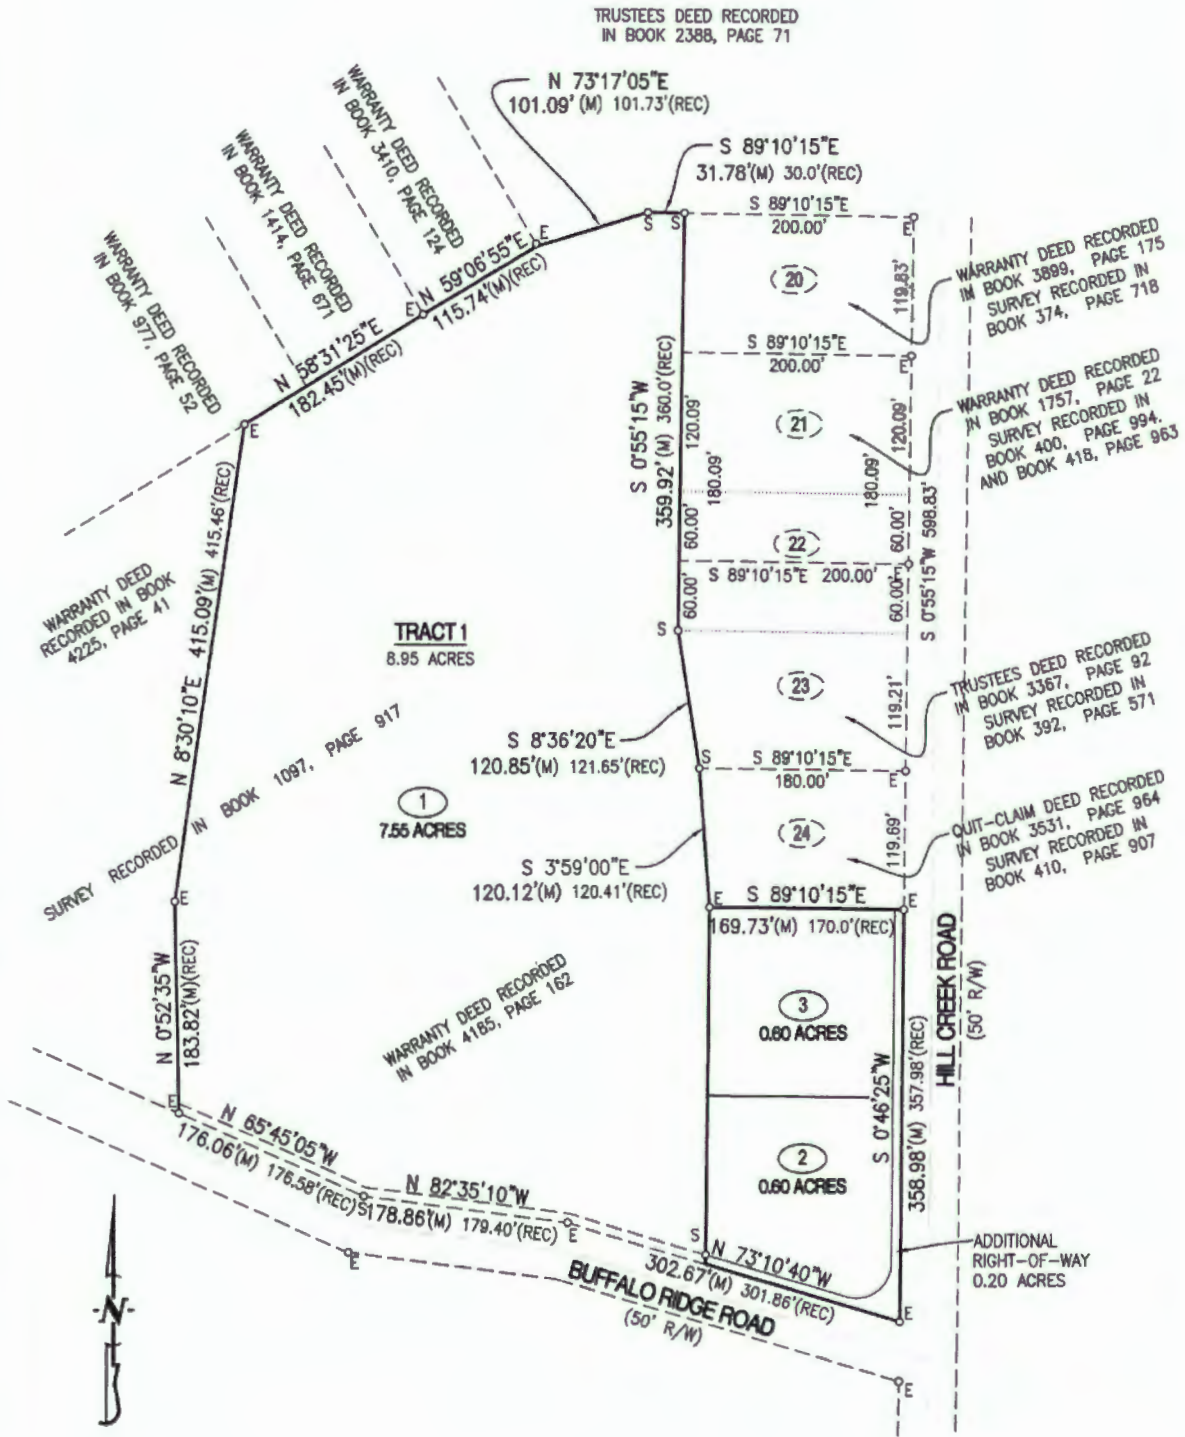 TRUSTEES DEED RECORDED
IN BOOK 2388, PAGE 71
N 73°17'05"E
101.09'(M) 101.73'(REC)
S 89°10'15"E
31.78'(M) 30.0'(REC)
WARRANTY DEED RECORDED
IN BOOK 3410, PAGE 124
WARRANTY DEED RECORDED
IN BOOK 1414, PAGE 671
WARRANTY DEED RECORDED
IN BOOK 977, PAGE 52
S S
S 89°10'15"E
200.00'
E
E
N 59°06'55"E
115.74'(M)(REC)
E
N 58°31'25"E
182.45'(M)(REC)
E
20
119.83'
WARRANTY DEED RECORDED
IN BOOK 3899, PAGE 175
SURVEY RECORDED IN
BOOK 374, PAGE 718
S 89°10'15"E
200.00'
E
S 0°55'15"W
359.92'(M) 360.0'(REC)
120.09'
180.09'
21
180.09'
120.09'
WARRANTY DEED RECORDED
IN BOOK 1757, PAGE 22
SURVEY RECORDED IN
BOOK 400, PAGE 994.
AND BOOK 418, PAGE 963
60.00'
22
60.00'
S 89°10'15"E 200.00'
E
60.00'
60.00'
S 0°55'15"W 598.83'
S
WARRANTY DEED
RECORDED IN BOOK
4225, PAGE 41
N 8°30'10"E 415.09'(M) 415.46'(REC)
TRACT 1
8.95 ACRES
23
119.21'
TRUSTEES DEED RECORDED
IN BOOK 3367, PAGE 92
SURVEY RECORDED IN
BOOK 392, PAGE 571
SURVEY RECORDED IN BOOK 1097, PAGE 917
S 8°36'20"E
120.85'(M) 121.65'(REC)
S
S 89°10'15"E
180.00'
E
1
7.55 ACRES
24
119.69'
QUIT-CLAIM DEED RECORDED
IN BOOK 3531, PAGE 964
SURVEY RECORDED IN
BOOK 410, PAGE 907
S 3°59'00"E
120.12'(M) 120.41'(REC)
E
E
S 89°10'15"E
169.73'(M) 170.0'(REC)
E
N 0°52'35"W
183.82'(M)(REC)
WARRANTY DEED RECORDED
IN BOOK 4185, PAGE 162
3
0.60 ACRES
HILL CREEK ROAD
(50' R/W)
S 0°46'25"W
358.98'(M) 357.98'(REC)
E
N 65°45'05"W
176.06'(M) 176.58'(REC)
S
N 82°35'10"W
178.86'(M) 179.40'(REC)
E
2
0.60 ACRES
S
N 73°10'40"W
302.67'(M) 301.86'(REC)
E
E
BUFFALO RIDGE ROAD
(50' R/W)
ADDITIONAL
RIGHT-OF-WAY
0.20 ACRES
E
N